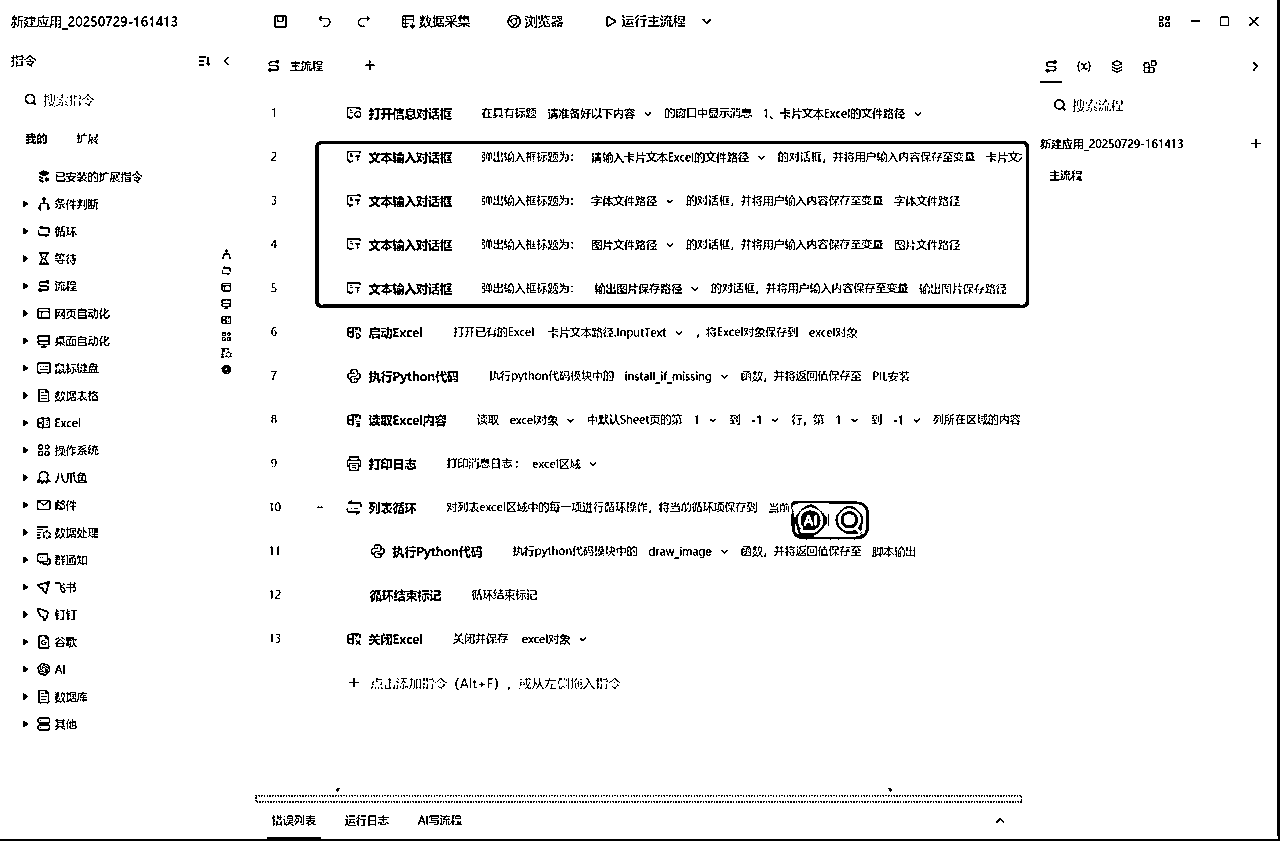 新建应用_20250729-161413
数据采集
浏览器
运行主流程
指令
搜索指令
我的 扩展
已安装的扩展指令
条件判断
循环
等待
流程
网页自动化
桌面自动化
鼠标键盘
数据表格
Excel
操作系统
八爪鱼
邮件
数据处理
群通知
飞书
钉钉
谷歌
AI
数据库
其他
主流程 +
1 打开信息对话框 在具有标题 请准备好以下内容 的窗口中显示消息 1、卡片文本Excel的文件路径
2 文本输入对话框 弹出输入框标题为: 请输入卡片文本Excel的文件路径 的对话框,并将用户输入内容保存至变量 卡片文
3 文本输入对话框 弹出输入框标题为: 字体文件路径 的对话框,并将用户输入内容保存至变量 字体文件路径
4 文本输入对话框 弹出输入框标题为: 图片文件路径 的对话框,并将用户输入内容保存至变量 图片文件路径
5 文本输入对话框 弹出输入框标题为: 输出图片保存路径 的对话框,并将用户输入内容保存至变量 输出图片保存路径
6 启动Excel 打开已有的Excel 卡片文本路径.InputText ,将Excel对象保存到 excel对象
7 执行Python代码 执行python代码模块中的 install_if_missing 函数,并将返回值保存至 PIL安装
8 读取Excel内容 读取 excel对象 中默认Sheet页的第 1 到 -1 行,第 1 到 -1 列所在区域的内容
9 打印日志 打印消息日志: excel区域
10 列表循环 对列表excel区域中的每一项进行循环操作,将当前循环项保存到 当前
AI
11 执行Python代码 执行python代码模块中的 draw_image 函数,并将返回值保存至 脚本输出
12 循环结束标记 循环结束标记
13 关闭Excel 关闭并保存 excel对象
+ 点击添加指令 (Alt+F) ,或从左侧拖入指令
错误列表 运行日志 AI写流程
(x)
搜索流程
新建应用_20250729-161413 +
主流程